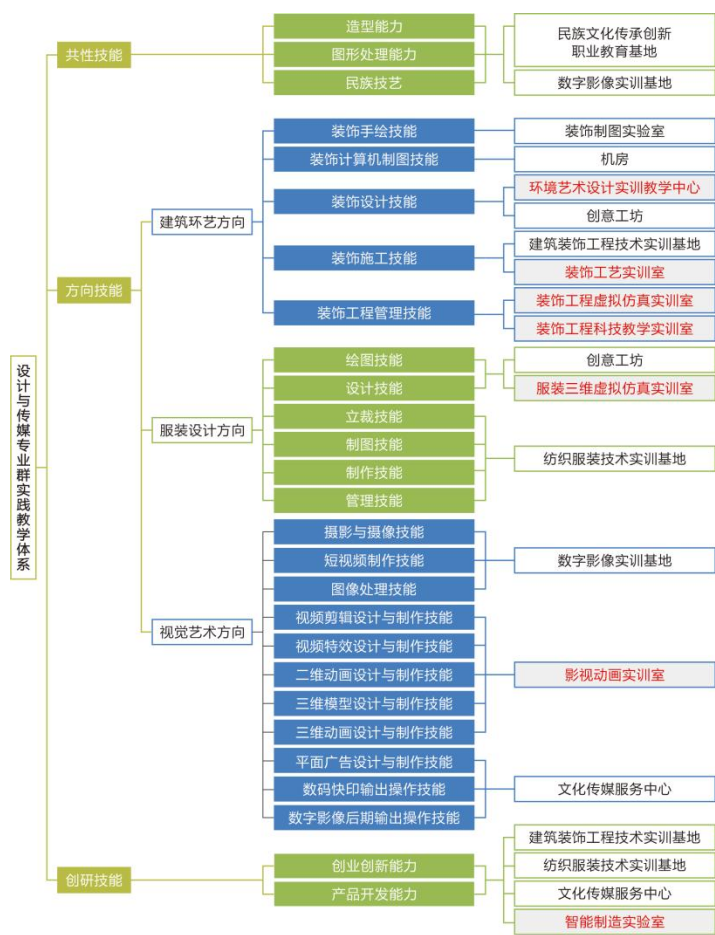 设计与传媒专业群实践教学体系
共性技能
造型能力
图形处理能力
民族技艺
民族文化传承创新
职业教育基地
数字影像实训基地
方向技能
建筑环艺方向
装饰手绘技能
装饰制图实验室
装饰计算机制图技能
机房
装饰设计技能
环境艺术设计实训教学中心
创意工坊
装饰施工技能
建筑装饰工程技术实训基地
装饰工艺实训室
装饰工程管理技能
装饰工程虚拟仿真实训室
装饰工程科技教学实训室
服装设计方向
绘图技能
设计技能
创意工坊
服装三维虚拟仿真实训室
立裁技能
制图技能
制作技能
管理技能
纺织服装技术实训基地
视觉艺术方向
摄影与摄像技能
短视频制作技能
图像处理技能
数字影像实训基地
视频剪辑设计与制作技能
视频特效设计与制作技能
二维动画设计与制作技能
三维模型设计与制作技能
三维动画设计与制作技能
影视动画实训室
平面广告设计与制作技能
数码快印输出操作技能
数字影像后期输出操作技能
文化传媒服务中心
创研技能
创业创新能力
产品开发能力
建筑装饰工程技术实训基地
纺织服装技术实训基地
文化传媒服务中心
智能制造实验室